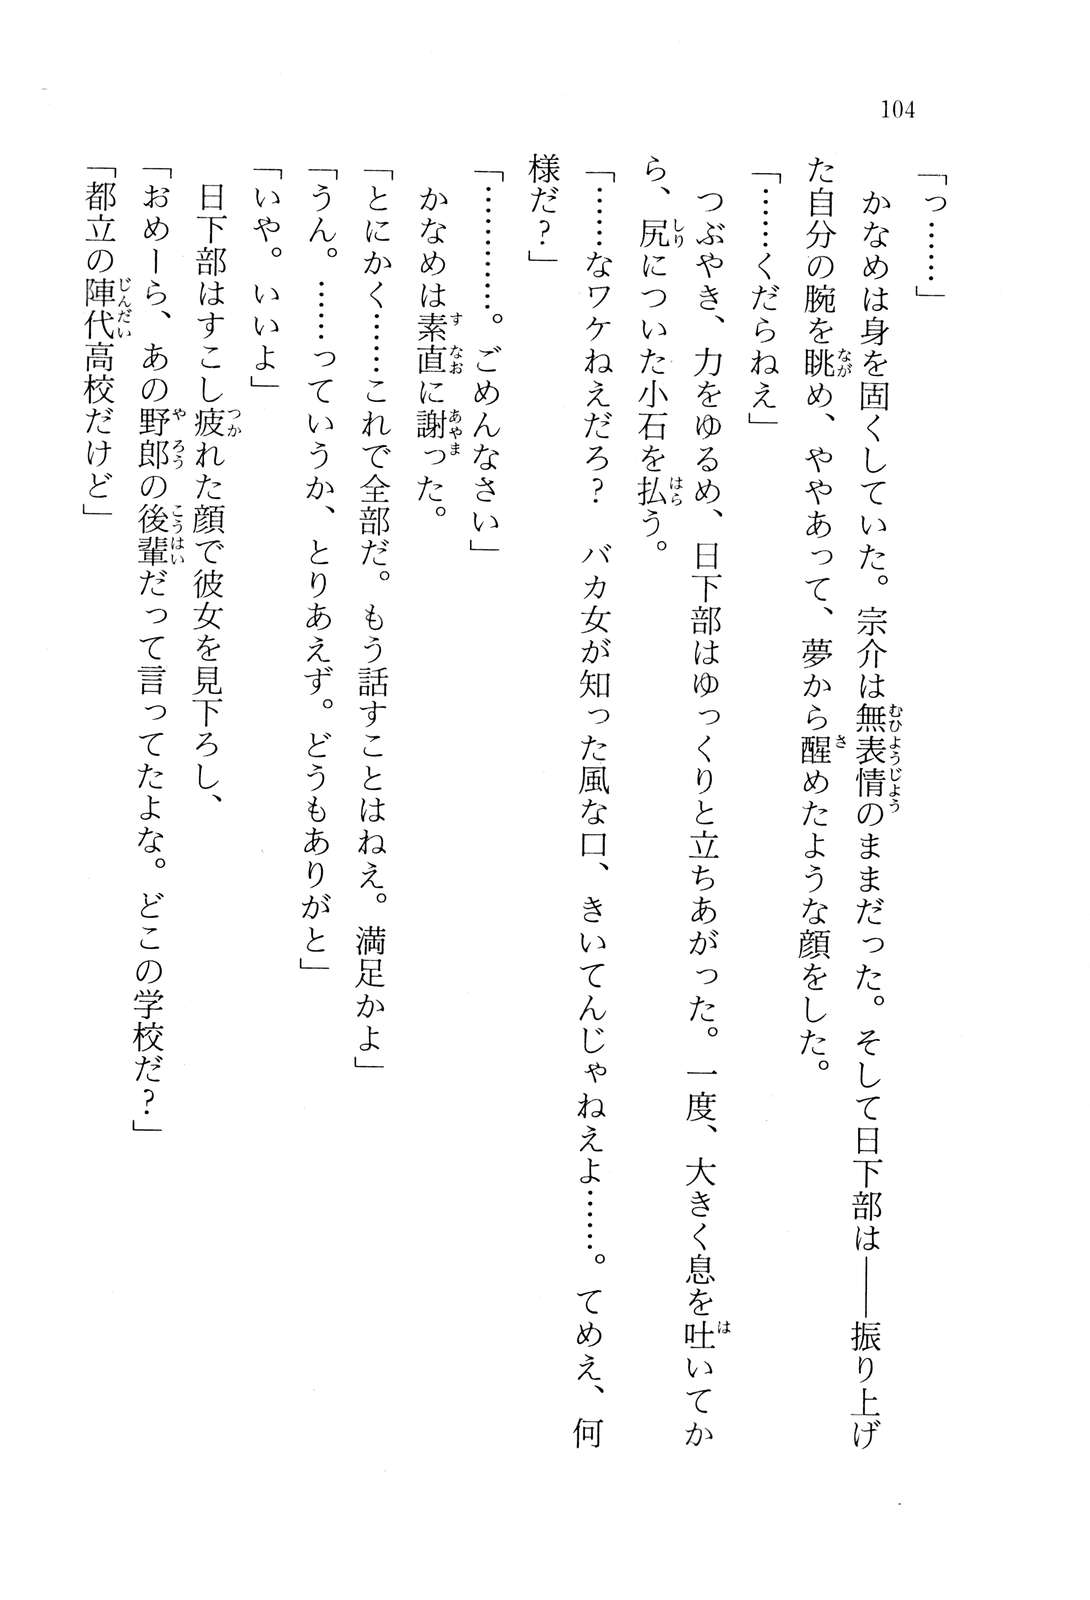 104
「っ……」
　かなめは身を固くしていた。宗介は無表情のままだった。そして日下部は――振り上げ
た自分の腕を眺め、ややあって、夢から醒めたような顔をした。
「……くだらねえ」
　つぶやき、力をゆるめ、日下部はゆっくりと立ちあがった。一度、大きく息を吐いてか
ら、尻についた小石を払う。
「……なワケねえだろ？　バカ女が知った風な口、きいてんじゃねえよ……。てめえ、何
様だ？」
「…………。ごめんなさい」
　かなめは素直に謝った。
「とにかく……これで全部だ。もう話すことはねえ。満足かよ」
「うん。……っていうか、とりあえず。どうもありがと」
「いや。いいよ」
　日下部はすこし疲れた顔で彼女を見下ろし、
「おめーら、あの野郎の後輩だって言ってたよな。どこの学校だ？」
「都立の陣代高校だけど」